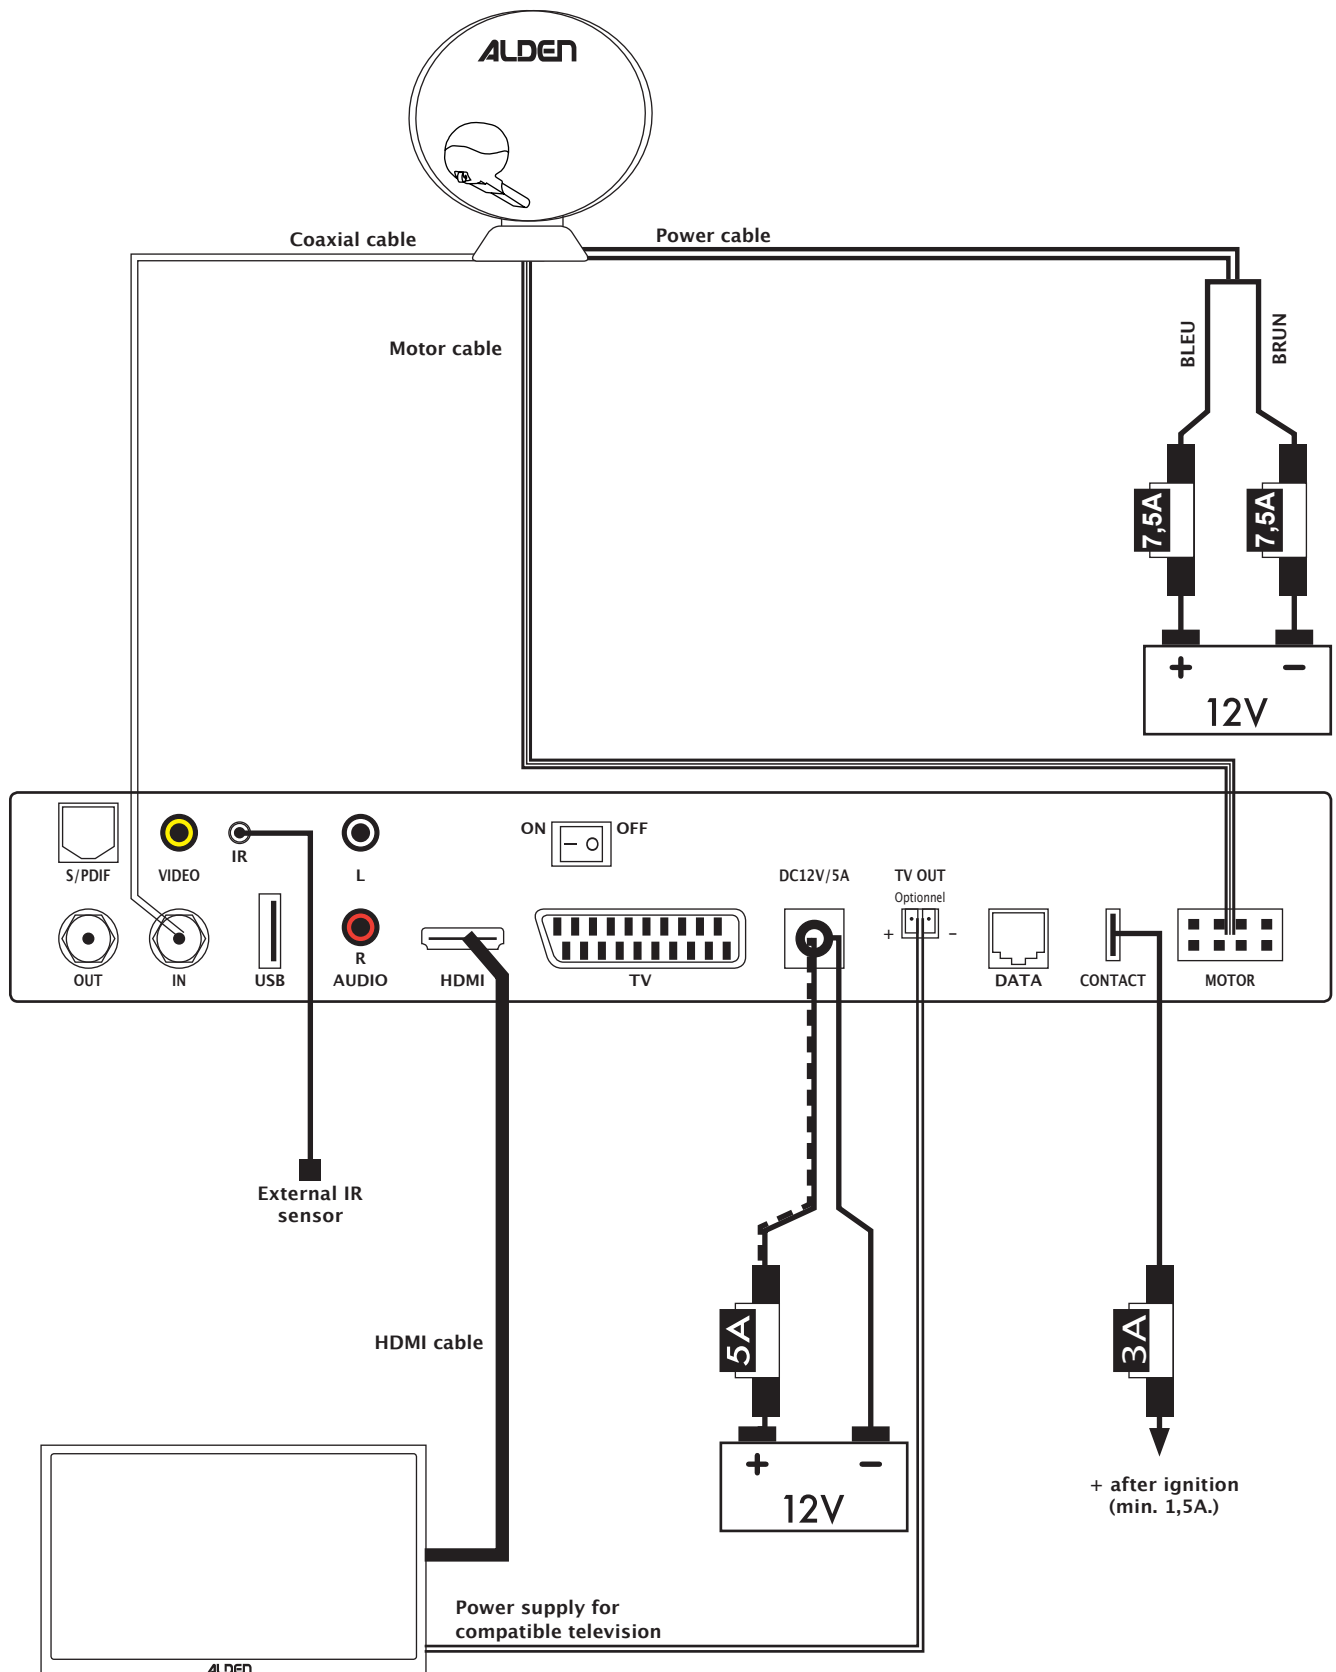 ALDEN
Coaxial cable
Power cable
Motor cable
BLEU
BRUN
7,5A
7,5A
+ −
12V
ON
OFF
S/PDIF
VIDEO
IR
L
DC12V/5A
TV OUT
Optionnel
+ −
R
OUT
IN
USB
AUDIO
HDMI
TV
DATA
CONTACT
MOTOR
External IR
sensor
HDMI cable
5A
3A
+ −
12V
+ after ignition
(min. 1,5A.)
Power supply for
compatible television
ALDEN